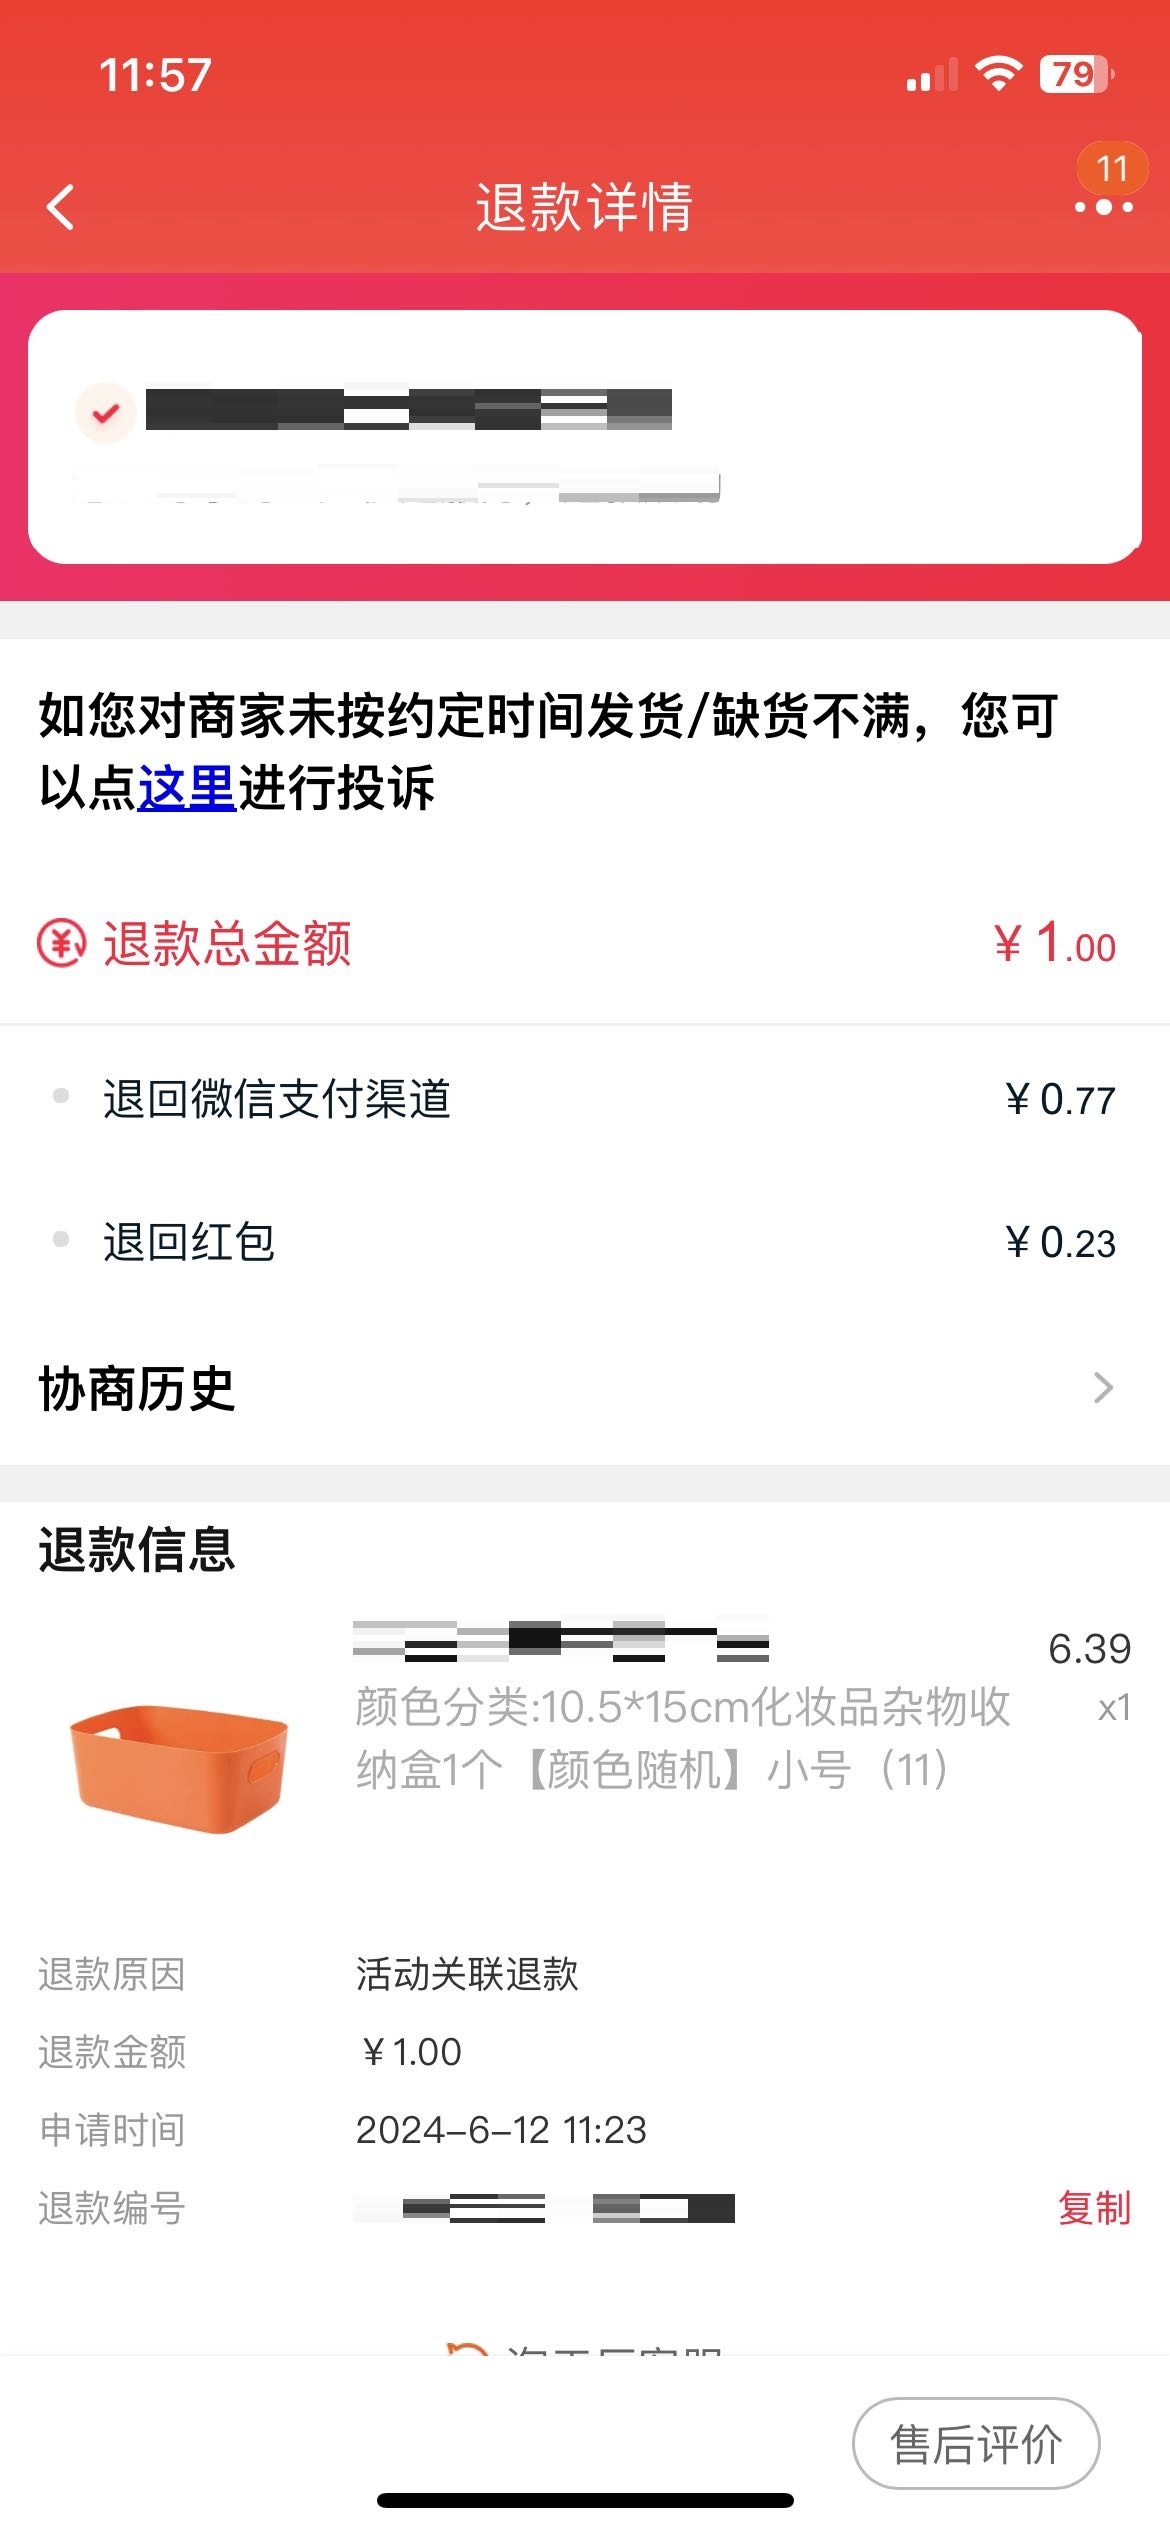 11:57
79
11
退款详情
如您对商家未按约定时间发货/缺货不满，您可
以点这里进行投诉
退款总金额 ¥1.00
退回微信支付渠道 ¥0.77
退回红包 ¥0.23
协商历史
退款信息
6.39
颜色分类:10.5*15cm化妆品杂物收 x1
纳盒1个【颜色随机】小号（11）
退款原因 活动关联退款
退款金额 ¥1.00
申请时间 2024-6-12 11:23
退款编号 复制
售后评价